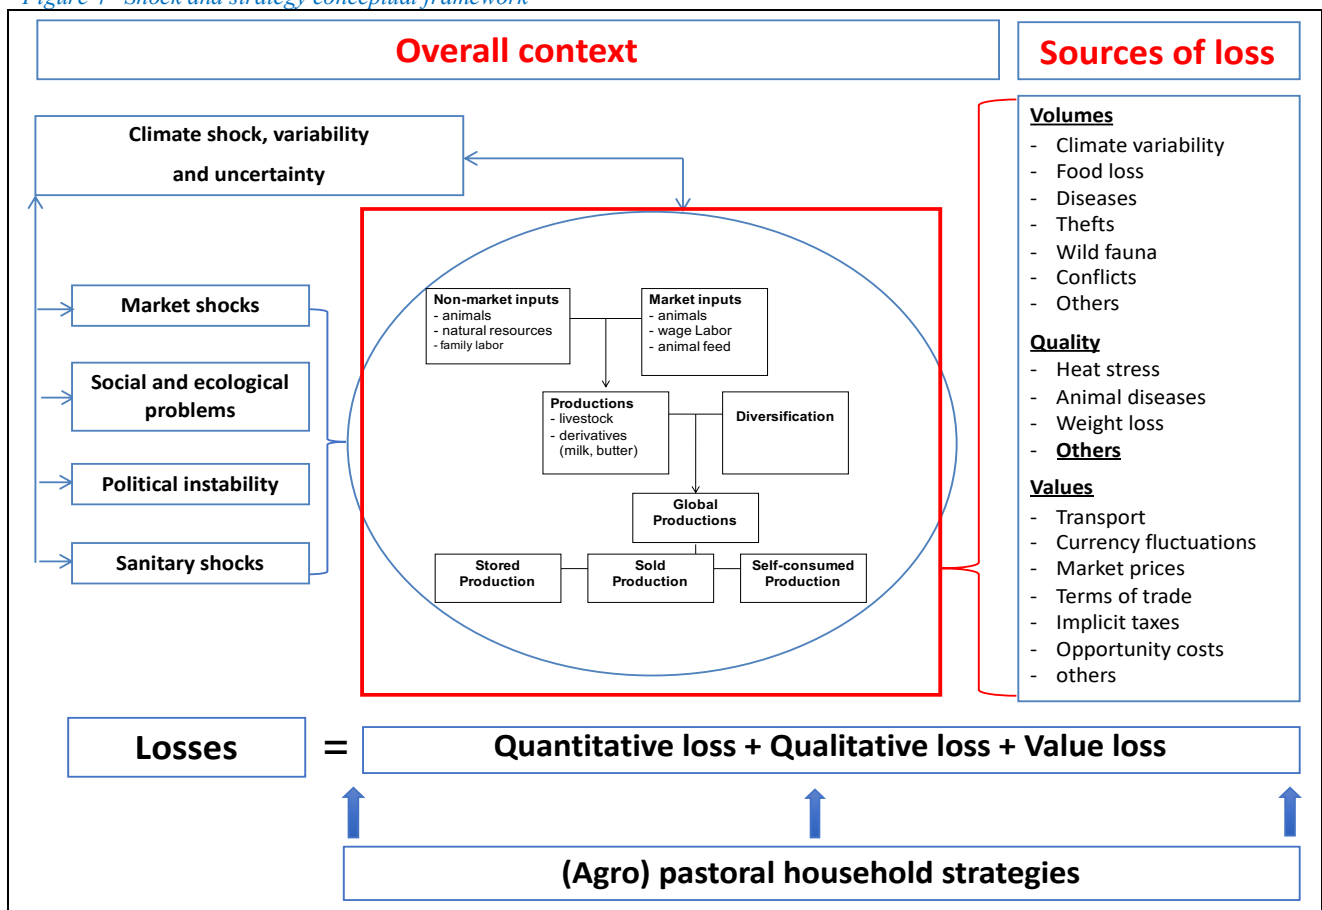 Shock and strategy conceptual framework
Overall context
Sources of loss
Climate shock, variability
and uncertainty
Market shocks
Social and ecological
problems
Political instability
Sanitary shocks
Non-market inputs
- animals
- natural resources
- family labor
Market inputs
- animals
- wage Labor
- animal feed
Productions
- livestock
- derivatives
(milk, butter)
Diversification
Global
Productions
Stored
Production
Sold
Production
Self-consumed
Production
Volumes
- Climate variability
- Food loss
- Diseases
- Thefts
- Wild fauna
- Conflicts
- Others
Quality
- Heat stress
- Animal diseases
- Weight loss
- Others
Values
- Transport
- Currency fluctuations
- Market prices
- Terms of trade
- Implicit taxes
- Opportunity costs
- others
Losses
=
Quantitative loss + Qualitative loss + Value loss
(Agro) pastoral household strategies